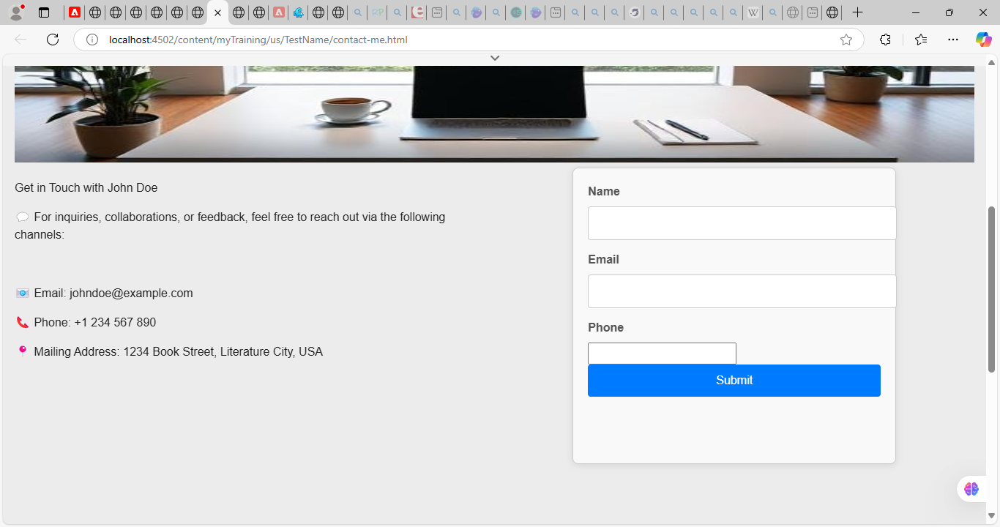 localhost:4502/content/myTraining/us/TestName/contact-me.html
Get in Touch with John Doe
💬 For inquiries, collaborations, or feedback, feel free to reach out via the following
channels:
📧 Email: johndoe@example.com
📞 Phone: +1 234 567 890
📍 Mailing Address: 1234 Book Street, Literature City, USA
Name
Email
Phone
Submit